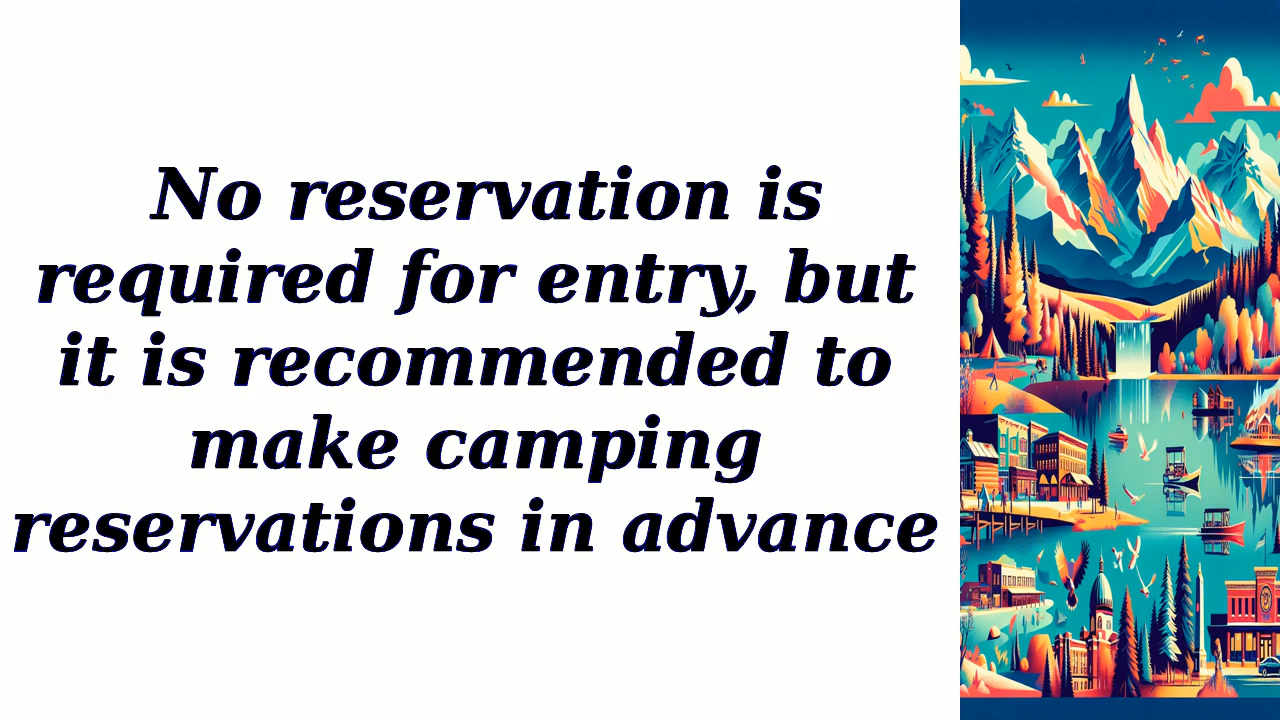 No reservation is
required for entry, but
it is recommended to
make camping
reservations in advance